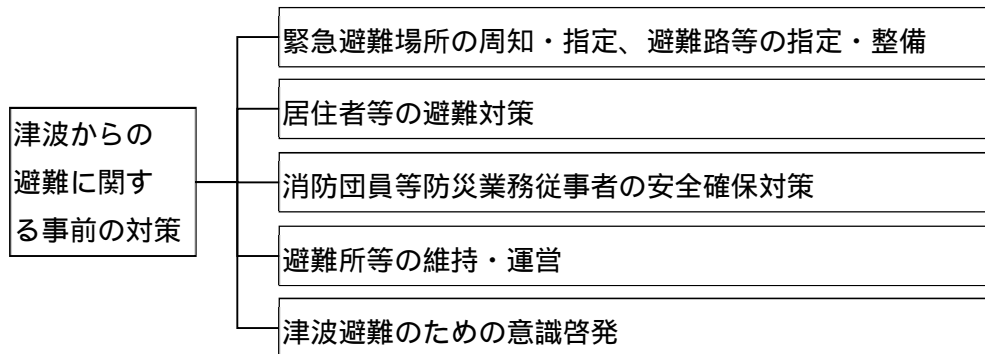 緊急避難場所の周知・指定、避難路等の指定・整備
居住者等の避難対策
津波からの
避難に関す
る事前の対策
消防団員等防災業務従事者の安全確保対策
避難所等の維持・運営
津波避難のための意識啓発